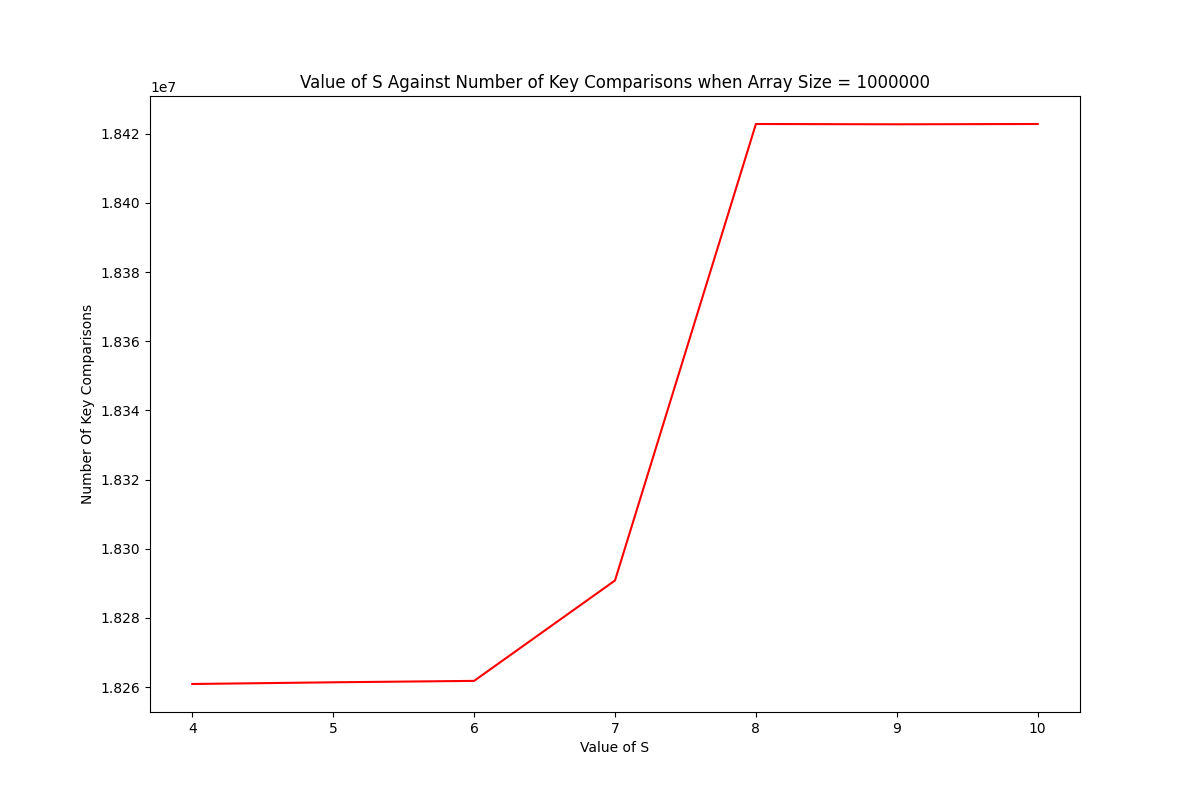 Value of S Against Number of Key Comparisons when Array Size = 1000000
1e7
1.842
1.840
1.838
1.836
1.834
1.832
1.830
1.828
1.826
Number Of Key Comparisons
4 5 6 7 8 9 10
Value of S